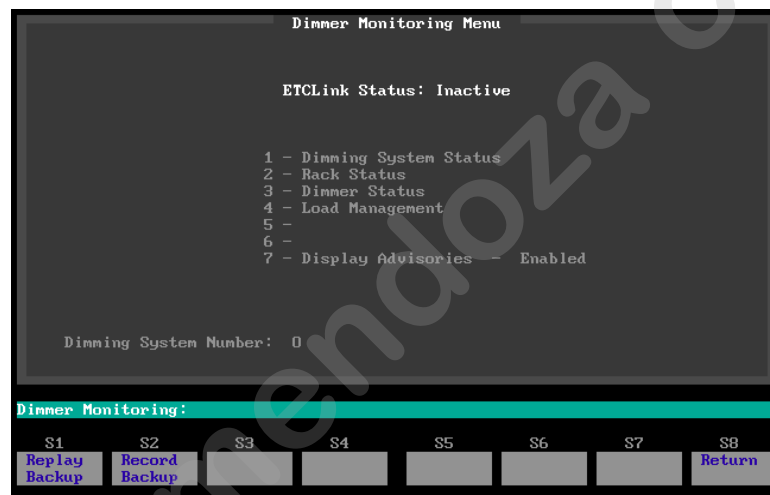 Dimmer Monitoring Menu
ETCLink Status: Inactive
1 - Dimming System Status
2 - Rack Status
3 - Dimmer Status
4 - Load Management
5 -
6 -
7 - Display Advisories - Enabled
Dimming System Number: 0
Dimmer Monitoring:
S1 S2 S3 S4 S5 S6 S7 S8
Replay Record Return
Backup Backup
mendoza